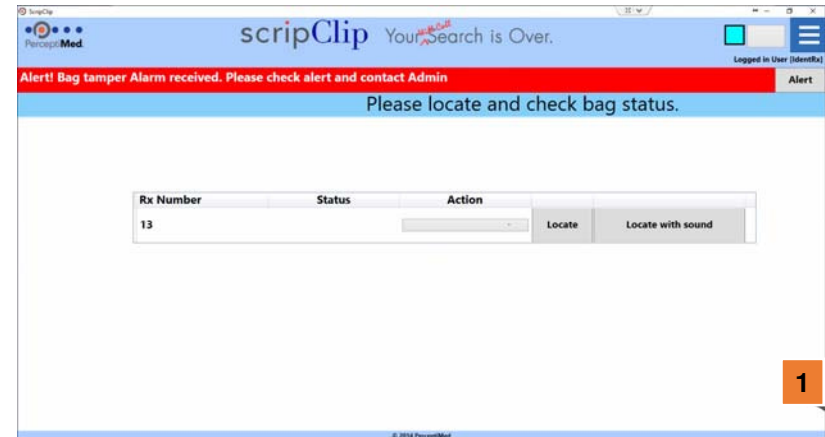 ScripClip
PerceptiMed.
scripClip Your Search is Over.
Logged in User [IdentRx]
Alert! Bag tamper Alarm received. Please check alert and contact Admin
Alert
Please locate and check bag status.
Rx Number Status Action
13 Locate Locate with sound
1
© 2014 PerceptiMed